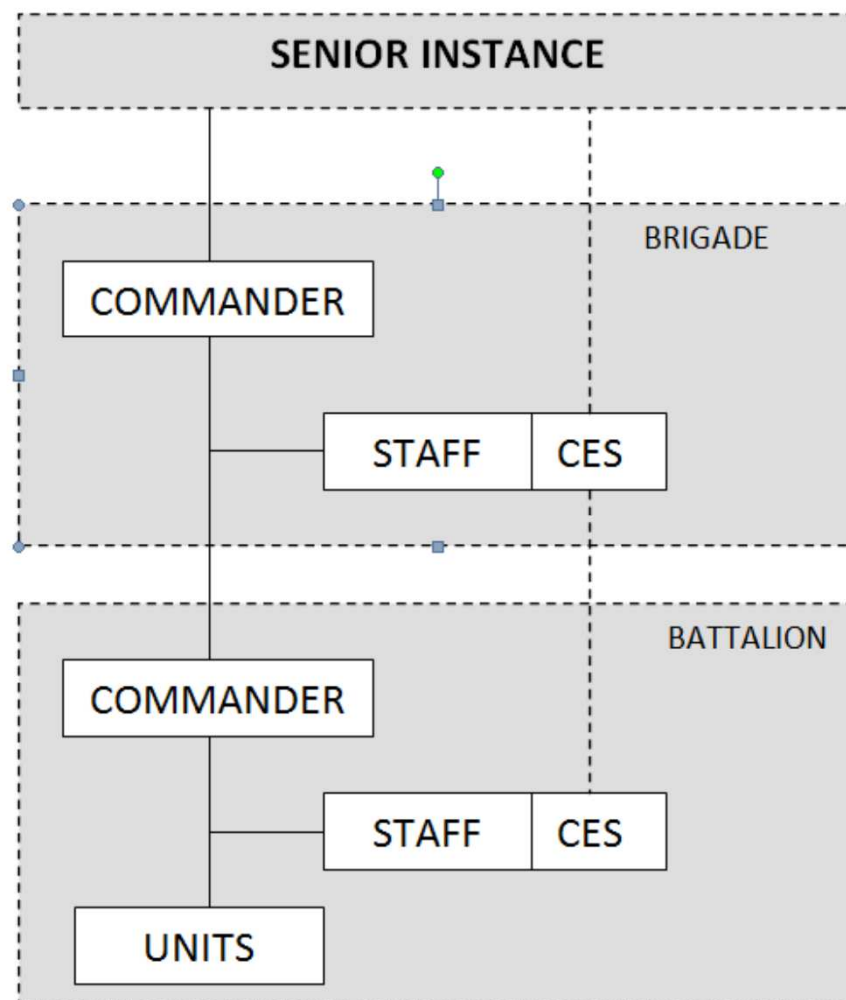 SENIOR INSTANCE
BRIGADE
COMMANDER
STAFF CES
BATTALION
COMMANDER
STAFF CES
UNITS